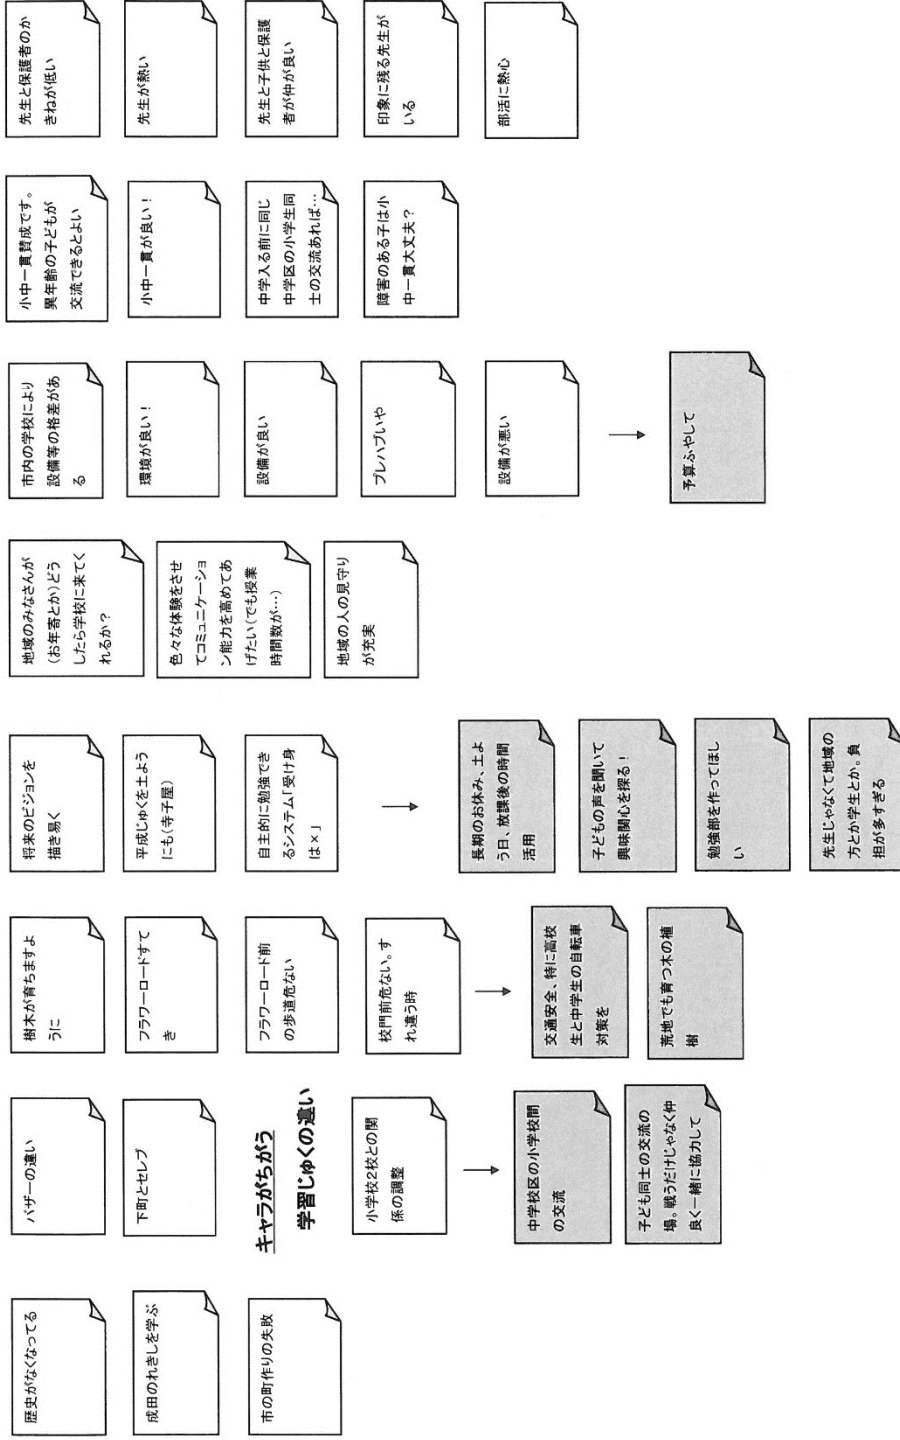 歴史がなくなってる
成田のれきしを学ぶ
市の町作りの失敗
バザーの違い
下町とセレブ
キャラがちがう
学習じゅくの違い
小学校2校との関
係の調整
↓
中学校区の小学校間
の交流
子ども同士の交流の
場。戦うだけじゃなく仲
良く一緒に協力して
樹木が育ちますよ
うに
フラワーロードすて
き
フラワーロード前
の歩道危ない
校門前危ない。す
れ違う時
↓
交通安全、特に高校
生と中学生の自転車
対策を
荒地でも育つ木の植
樹
将来のビジョンを
描き易く
平成じゅくを土よう
にも(寺子屋)
自主的に勉強でき
るシステム「受け身
は×」
↓
長期のお休み、土よ
う日、放課後の時間
活用
子どもの声を聞いて
興味関心を探る!
勉強部を作ってほし
い
先生じゃなくて地域の
方とか学生とか。負
担が多すぎる
地域のみなさんが
(お年寄とか)どう
したら学校に来てく
れるか?
色々な体験をさせ
てコミュニケーショ
ン能力を高めてあ
げたい(でも授業
時間数が…)
地域の人の見守り
が充実
市内の学校により
設備等の格差があ
る
環境が良い!
設備が良い
プレハブいや
設備が悪い
↓
予算ふやして
小中一貫賛成です。
異年齢の子どもが
交流できるとよい
小中一貫が良い!
中学入る前に同じ
中学区の小学生同
士の交流あれば…
障害のある子は小
中一貫大丈夫?
先生と保護者のか
きねが低い
先生が熱い
先生と子供と保護
者が仲が良い
印象に残る先生が
いる
部活に熱心